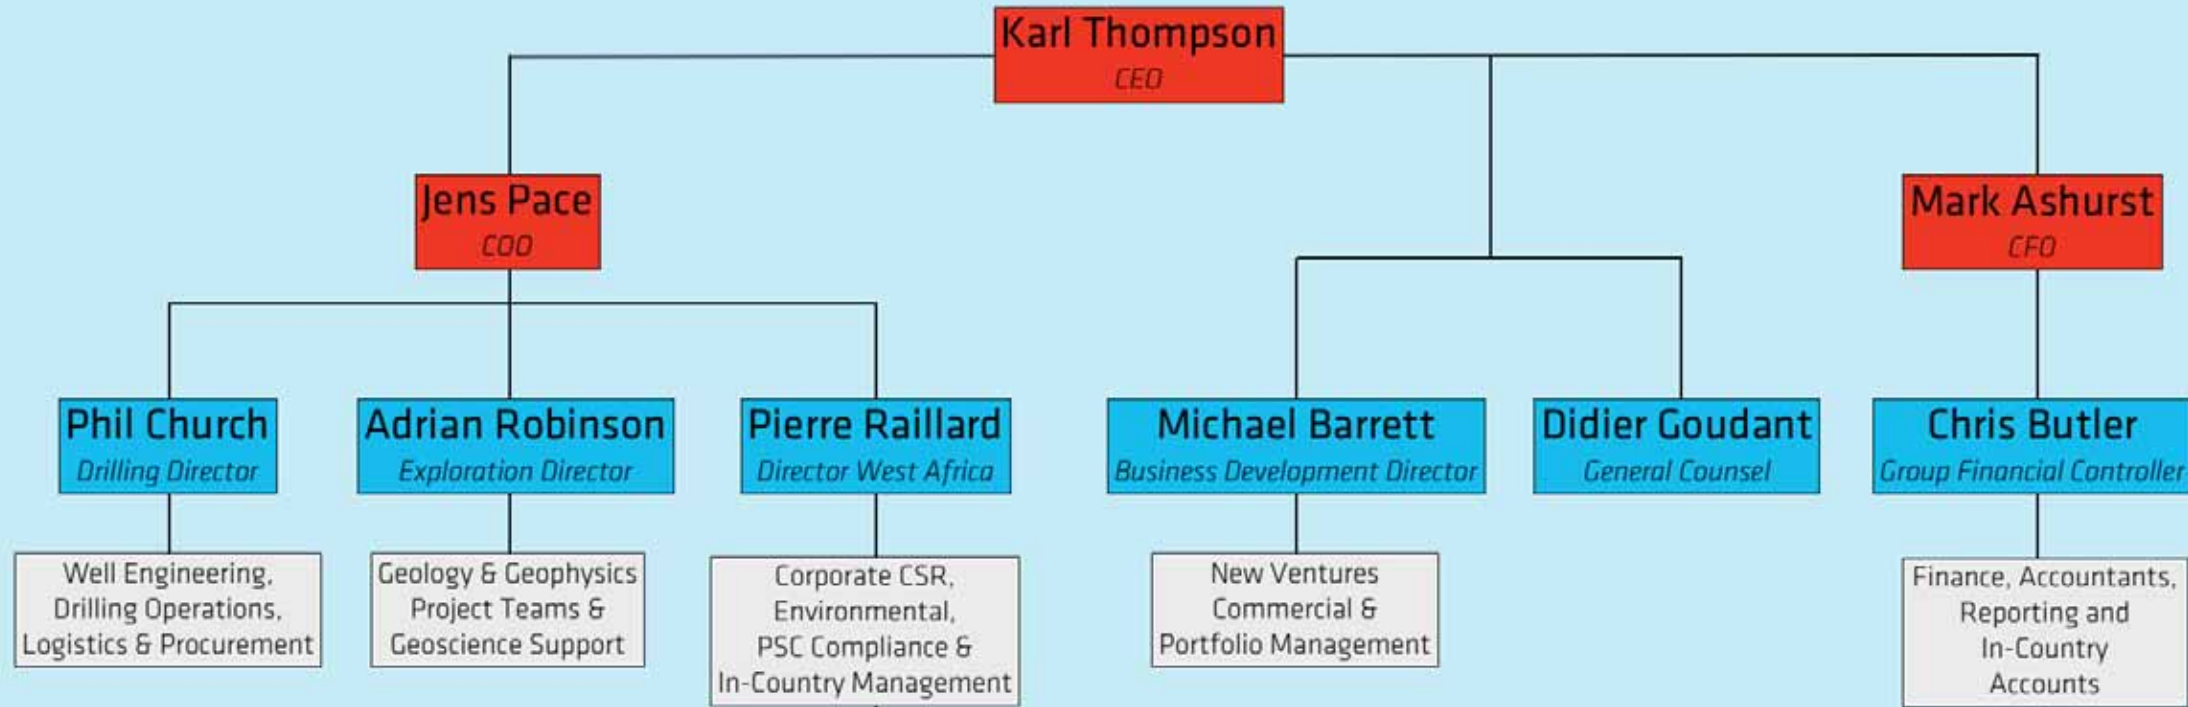 Karl Thompson
CEO
Jens Pace
COO
Mark Ashurst
CFO
Phil Church
Drilling Director
Adrian Robinson
Exploration Director
Pierre Raillard
Director West Africa
Michael Barrett
Business Development Director
Didier Goudant
General Counsel
Chris Butler
Group Financial Controller
Well Engineering,
Drilling Operations,
Logistics & Procurement
Geology & Geophysics
Project Teams &
Geoscience Support
Corporate CSR,
Environmental,
PSC Compliance &
In-Country Management
New Ventures
Commercial &
Portfolio Management
Finance, Accountants,
Reporting and
In-Country
Accounts